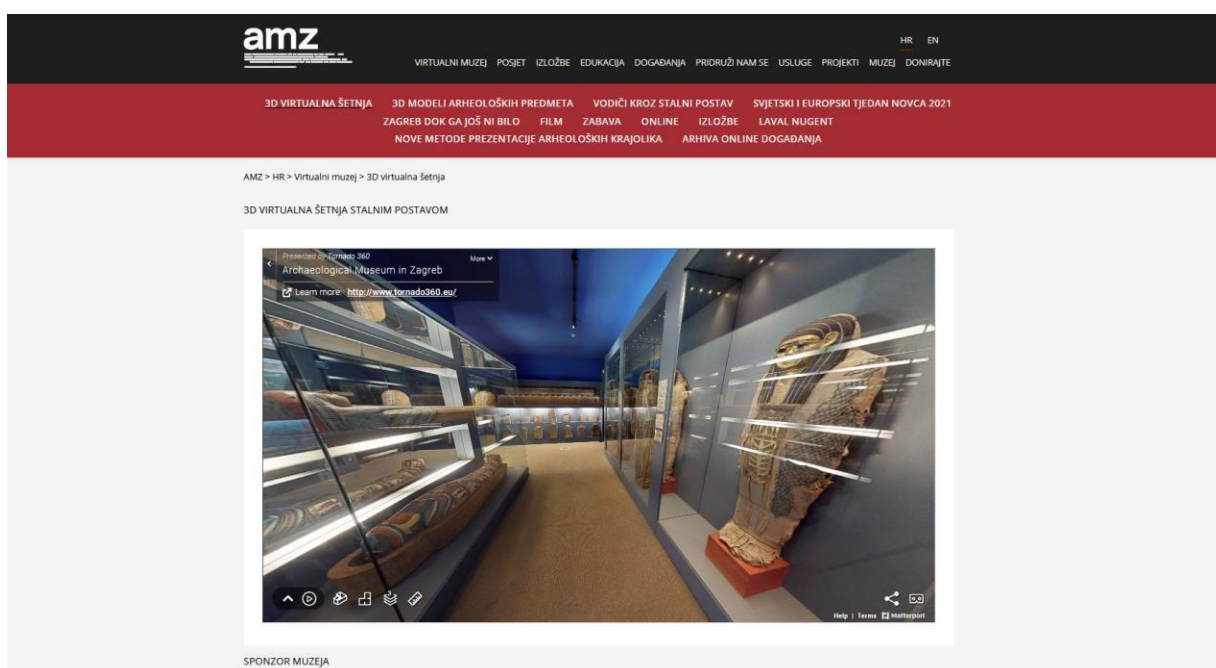 amz
HR EN
VIRTUALNI MUZEJ POSJET IZLOŽBE EDUKACIJA DOGAĐANJA PRIDRUŽI NAM SE USLUGE PROJEKTI MUZEJ DONIRAJTE
3D VIRTUALNA ŠETNJA 3D MODELI ARHEOLOŠKIH PREDMETA VODIČI KROZ STALNI POSTAV SVJETSKI I EUROPSKI TJEDAN NOVCA 2021
ZAGREB DOK GA JOŠ NI BILO FILM ZABAVA ONLINE IZLOŽBE LAVAL NUGENT
NOVE METODE PREZENTACIJE ARHEOLOŠKIH KRAJOLIKA ARHIVA ONLINE DOGAĐANJA
AMZ > HR > Virtualni muzej > 3D virtualna šetnja
3D VIRTUALNA ŠETNJA STALNIM POSTAVOM
Presented By Tornado 360 More
Archaeological Museum in Zagreb
Learn more: http://www.tornado360.eu/
3
Help | Terms Matterport
SPONZOR MUZEJA